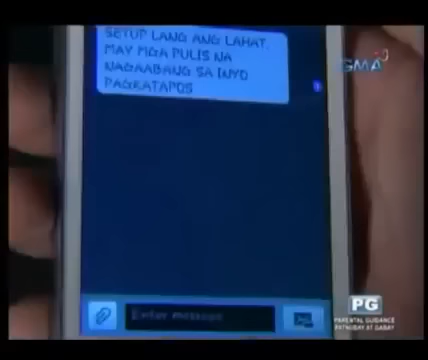 SETUP LANG ANG LAHAT.
MAY MGA PULIS NA
NAGAABANG SA INYO
PAGKATAPOS
GMA
Enter message
PG
PARENTAL GUIDANCE
PATNUBAY AT GABAY